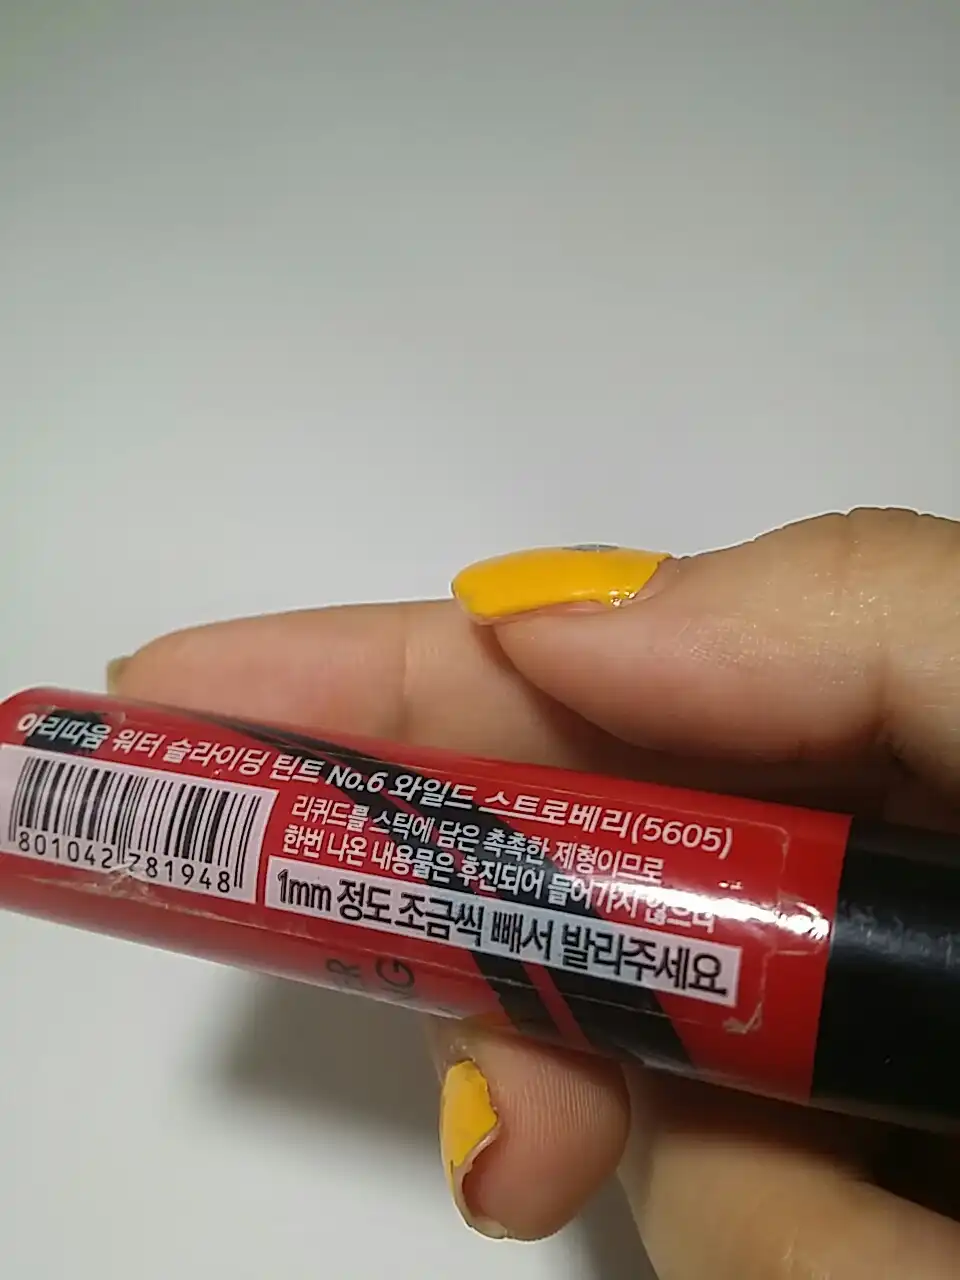 아리따움 워터 슬라이딩 틴트 No.6 와일드 스트로베리(5605)
리퀴드를 스틱에 담은 촉촉한 제형이므로
한번 나온 내용물은 후진되어 들어가지 않으니
1mm 정도 조금씩 빼서 발라주세요
801042 781948